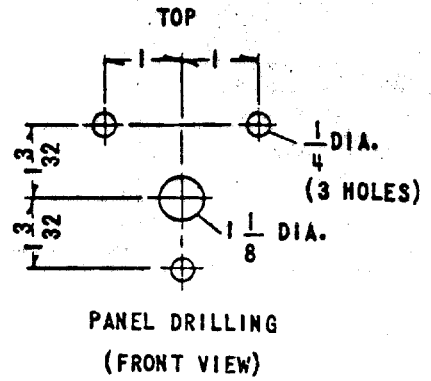 TOP
1 1
1 3/32
1/4 DIA.
(3 HOLES)
1 3/32
1 1/8 DIA.
PANEL DRILLING
(FRONT VIEW)